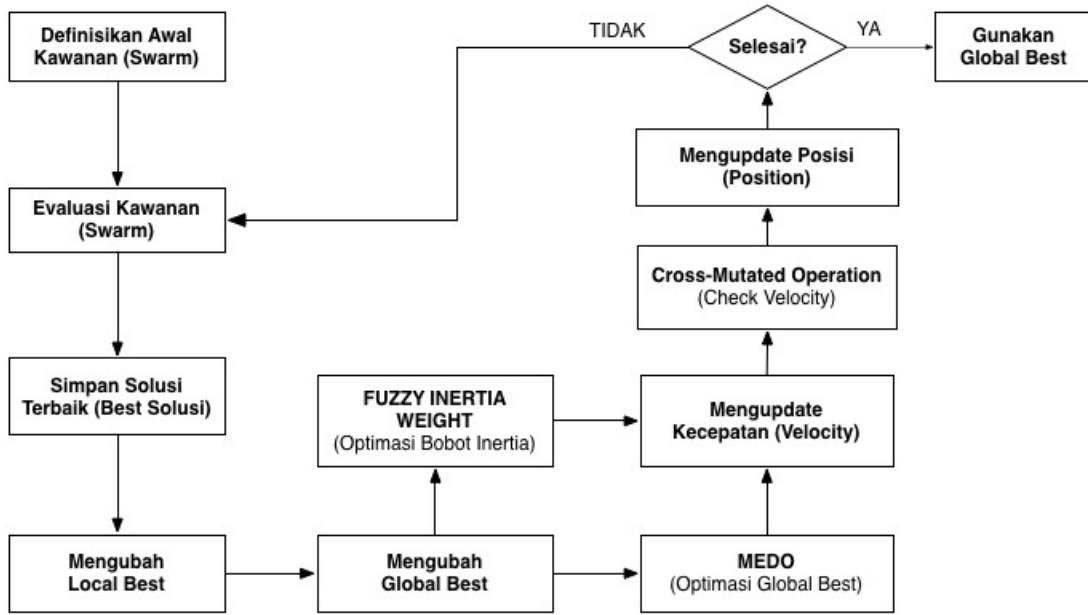 Definisikan Awal
Kawanan (Swarm)
TIDAK
Selesai?
YA
Gunakan
Global Best
Mengupdate Posisi
(Position)
Evaluasi Kawanan
(Swarm)
Cross-Mutated Operation
(Check Velocity)
Simpan Solusi
Terbaik (Best Solusi)
FUZZY INERTIA
WEIGHT
(Optimasi Bobot Inertia)
Mengupdate
Kecepatan (Velocity)
Mengubah
Local Best
Mengubah
Global Best
MEDO
(Optimasi Global Best)